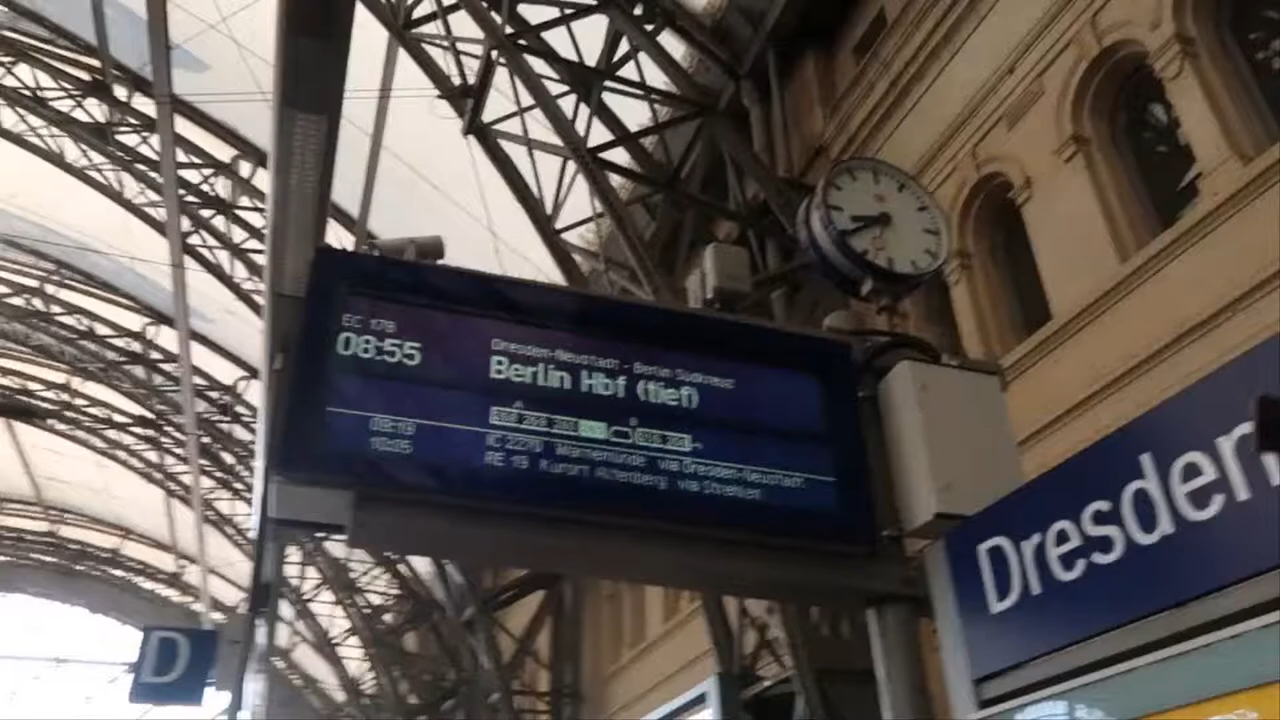 EC 178
08:55
Dresden-Neustadt - Berlin Südkreuz
Berlin Hbf (tief)
09:19 IC 2270 Warnemünde via Dresden-Neustadt
10:05 RE 19 Kurort Altenberg via Strehlen
Dresden
D